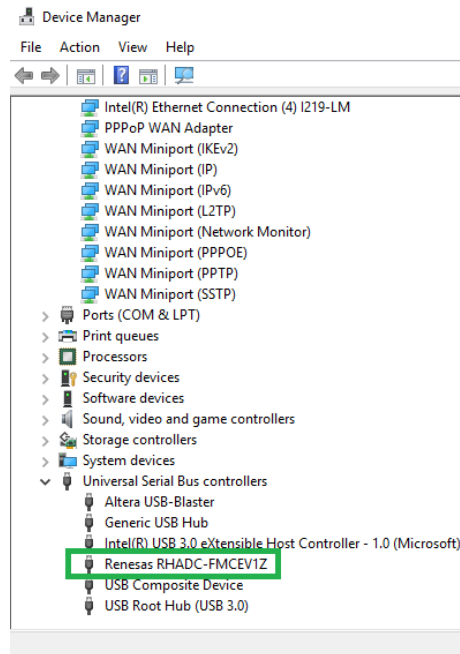 Device Manager
File Action View Help
Intel(R) Ethernet Connection (4) I219-LM
PPPoP WAN Adapter
WAN Miniport (IKEv2)
WAN Miniport (IP)
WAN Miniport (IPv6)
WAN Miniport (L2TP)
WAN Miniport (Network Monitor)
WAN Miniport (PPPOE)
WAN Miniport (PPTP)
WAN Miniport (SSTP)
Ports (COM & LPT)
Print queues
Processors
Security devices
Software devices
Sound, video and game controllers
Storage controllers
System devices
Universal Serial Bus controllers
Altera USB-Blaster
Generic USB Hub
Intel(R) USB 3.0 eXtensible Host Controller - 1.0 (Microsoft)
Renesas RHADC-FMCEV1Z
USB Composite Device
USB Root Hub (USB 3.0)